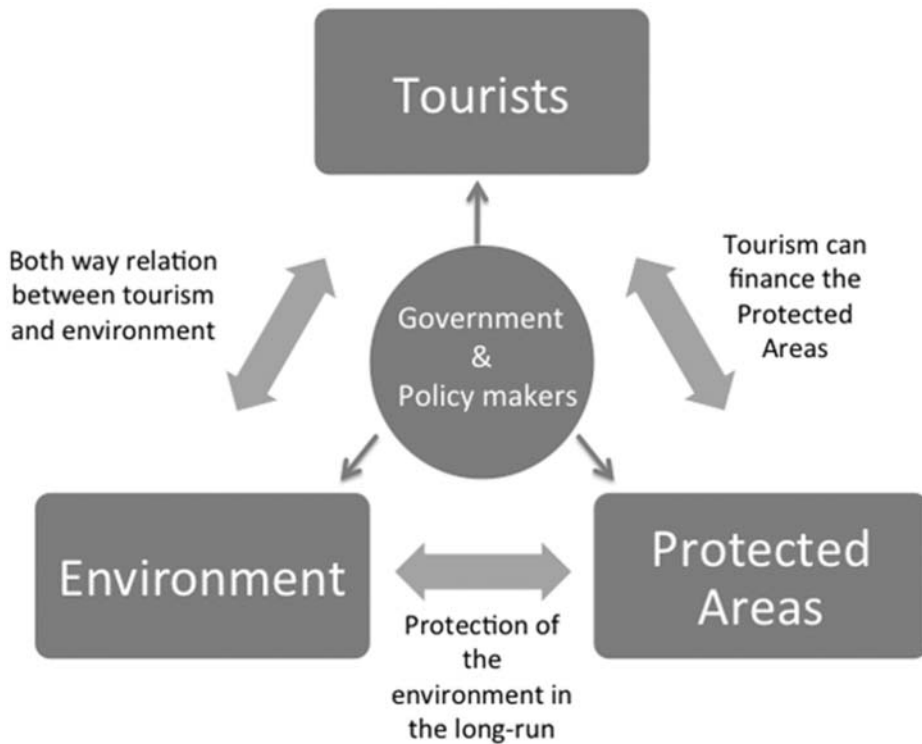 Tourists
Both way relation
between tourism
and environment
Tourism can
finance the
Protected
Areas
Government
&
Policy makers
Environment
Protected
Areas
Protection of
the
environment in
the long-run